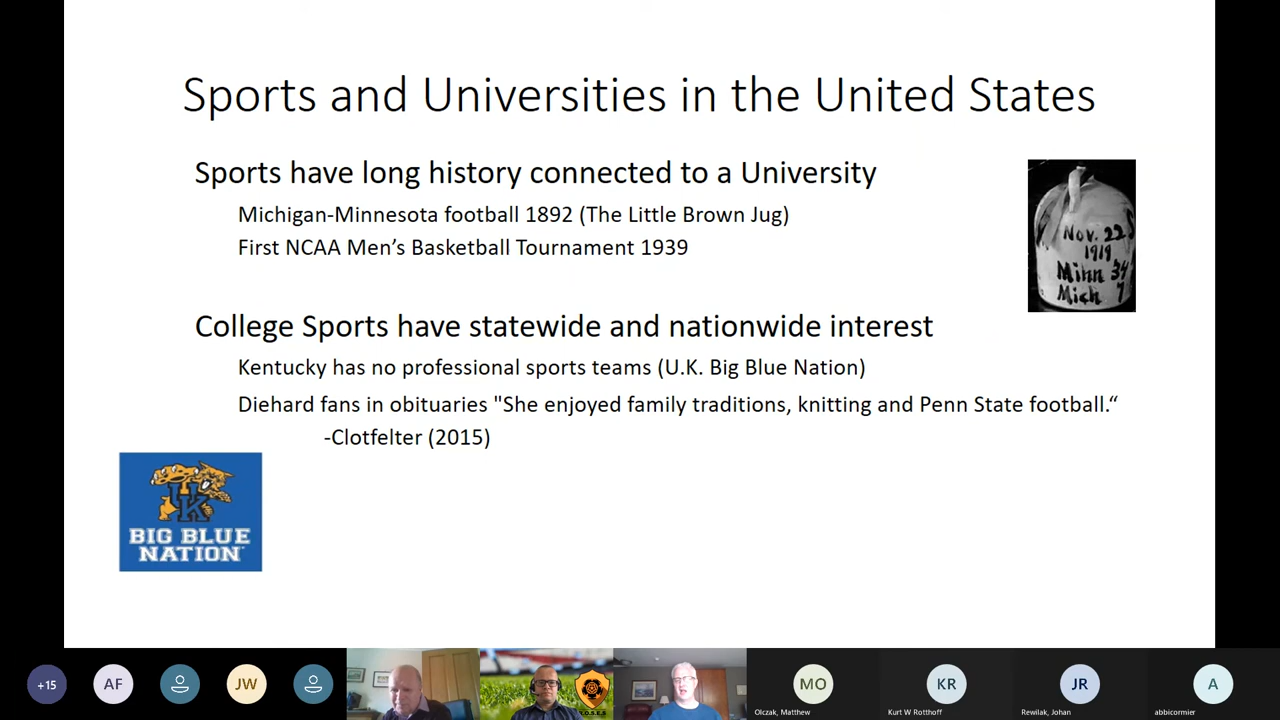 Sports and Universities in the United States
Sports have long history connected to a University
Michigan-Minnesota football 1892 (The Little Brown Jug)
First NCAA Men’s Basketball Tournament 1939
Nov. 22
1919
Minn 34
Mich 7
College Sports have statewide and nationwide interest
Kentucky has no professional sports teams (U.K. Big Blue Nation)
Diehard fans in obituaries "She enjoyed family traditions, knitting and Penn State football.“
-Clotfelter (2015)
UK
BIG BLUE
NATION
+15
AF
JW
MO
KR
JR
A
Olczak, Matthew
Kurt W Rotthoff
Rewilak, Johan
abbicormier